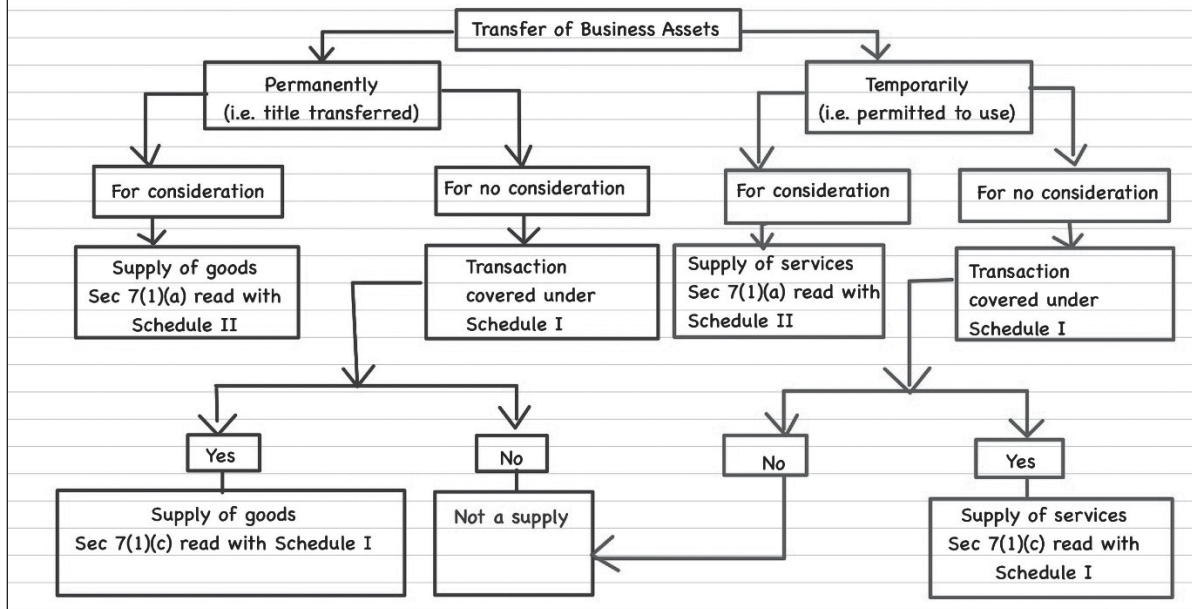 Transfer of Business Assets
Permanently
(i.e. title transferred)
Temporarily
(i.e. permitted to use)
For consideration
For no consideration
For consideration
For no consideration
Supply of goods
Sec 7(1)(a) read with
Schedule II
Transaction
covered under
Schedule I
Supply of services
Sec 7(1)(a) read with
Schedule II
Transaction
covered under
Schedule I
Yes
No
No
Yes
Supply of goods
Sec 7(1)(c) read with Schedule I
Not a supply
Supply of services
Sec 7(1)(c) read with
Schedule I